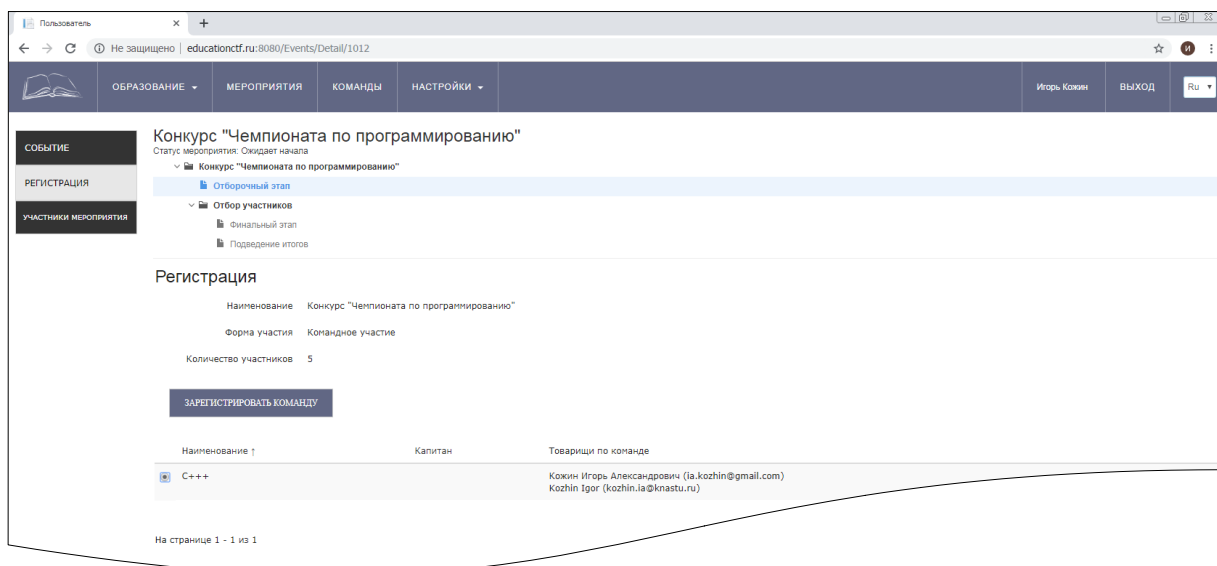 Пользователь
Не защищено | educationctf.ru:8080/Events/Detail/1012
И
ОБРАЗОВАНИЕ МЕРОПРИЯТИЯ КОМАНДЫ НАСТРОЙКИ Игорь Кожин ВЫХОД Ru
СОБЫТИЕ
РЕГИСТРАЦИЯ
УЧАСТНИКИ МЕРОПРИЯТИЯ
Конкурс "Чемпионата по программированию"
Статус мероприятия: Ожидает начала
Конкурс "Чемпионата по программированию"
Отборочный этап
Отбор участников
Финальный этап
Подведение итогов
Регистрация
Наименование Конкурс "Чемпионата по программированию"
Форма участия Командное участие
Количество участников 5
ЗАРЕГИСТРИРОВАТЬ КОМАНДУ
Наименование ↑ Капитан Товарищи по команде
C+++ Кожин Игорь Александрович (ia.kozhin@gmail.com)
Kozhin Igor (kozhin.ia@knastu.ru)
На странице 1 - 1 из 1